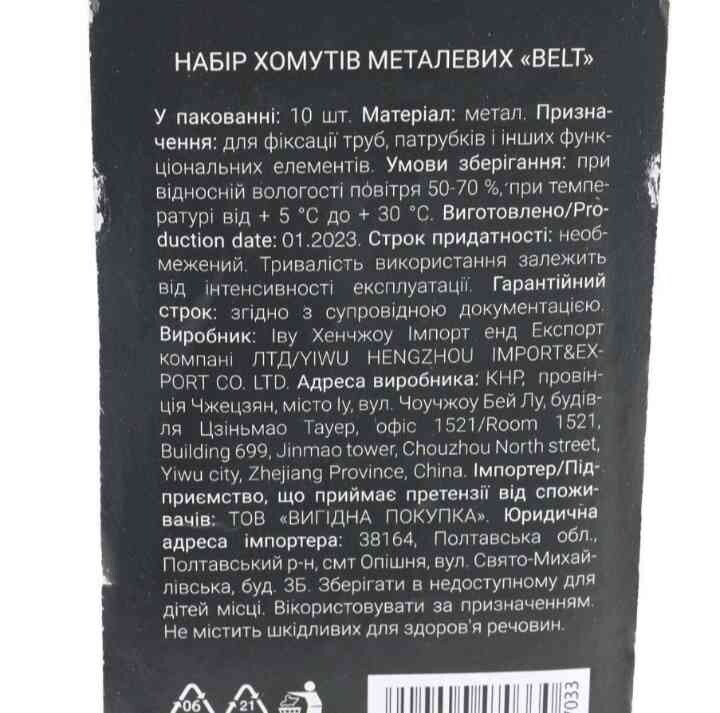 НАБІР ХОМУТІВ МЕТАЛЕВИХ «BELT»
У пакованні: 10 шт. Матеріал: метал. Призна-
чення: для фіксації труб, патрубків і інших функ-
ціональних елементів. Умови зберігання: при
відносній вологості повітря 50-70 %, при темпе-
ратурі від + 5 °C до + 30 °C. Виготовлено/Pro-
duction date: 01.2023. Строк придатності: необ-
межений. Тривалість використання залежить
від інтенсивності експлуатації. Гарантійний
строк: згідно з супровідною документацією.
Виробник: Іву Хенчжоу Імпорт енд Експорт
компані ЛТД/YIWU HENGZHOU IMPORT&EX-
PORT CO. LTD. Адреса виробника: КНР, провін-
ція Чжецзян, місто Іу, вул. Чоучжоу Бей Лу, будів-
ля Цзіньмао Тауер, офіс 1521/Room 1521,
Building 699, Jinmao tower, Chouzhou North street,
Yiwu city, Zhejiang Province, China. Імпортер/Під-
приємство, що приймає претензії від спожи-
вачів: ТОВ «ВИГІДНА ПОКУПКА». Юридична
адреса імпортера: 38164, Полтавська обл.,
Полтавський р-н, смт Опішня, вул. Свято-Михай-
лівська, буд. 3Б. Зберігати в недоступному для
дітей місці. Використовувати за призначенням.
Не містить шкідливих для здоров'я речовин.
06
21
7033